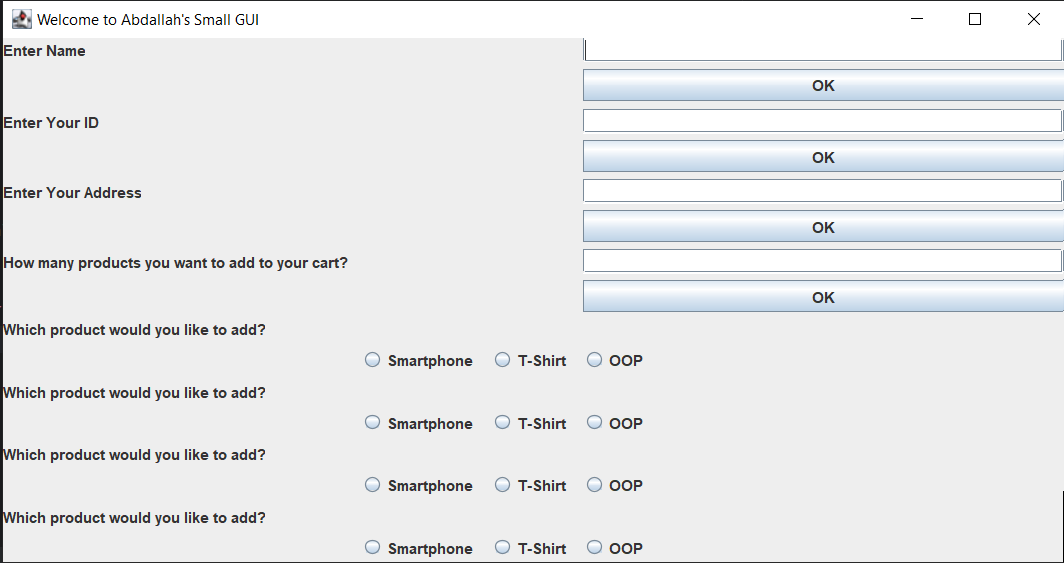 Welcome to Abdallah's Small GUI
Enter Name
OK
Enter Your ID
OK
Enter Your Address
OK
How many products you want to add to your cart?
OK
Which product would you like to add?
Smartphone T-Shirt OOP
Which product would you like to add?
Smartphone T-Shirt OOP
Which product would you like to add?
Smartphone T-Shirt OOP
Which product would you like to add?
Smartphone T-Shirt OOP